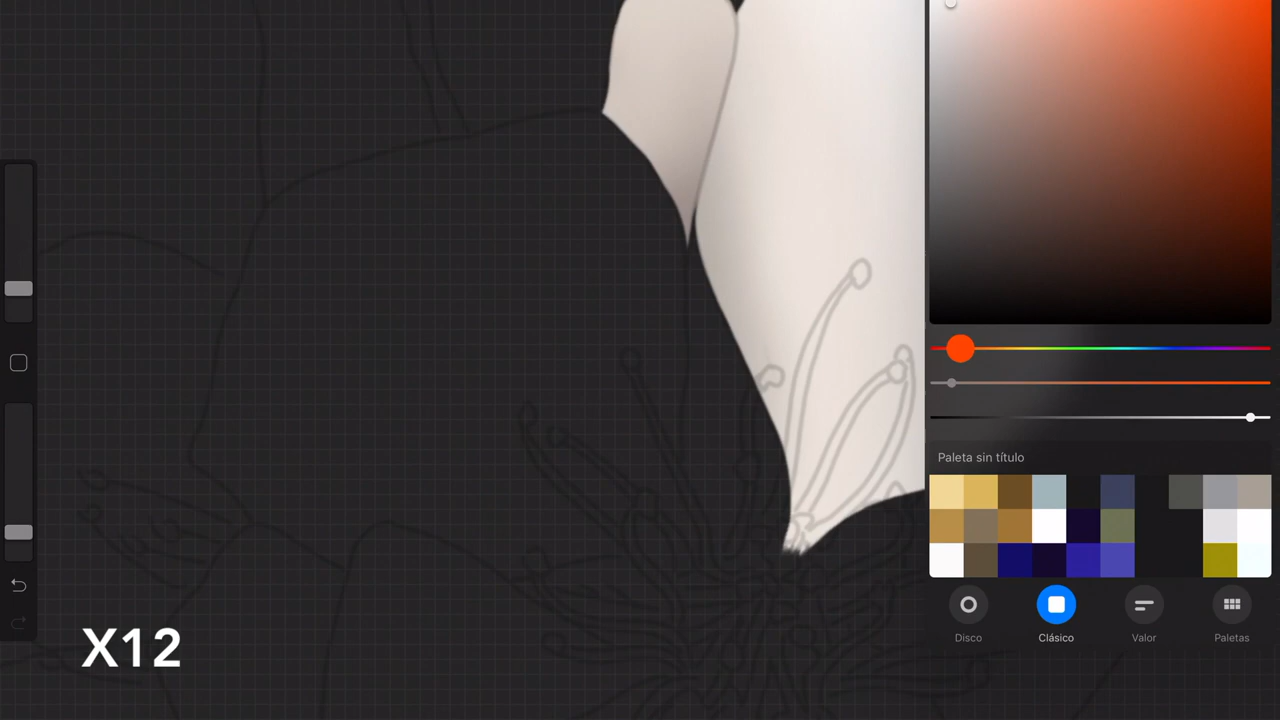 Paleta sin título
Disco
Clásico
Valor
Paletas
X12